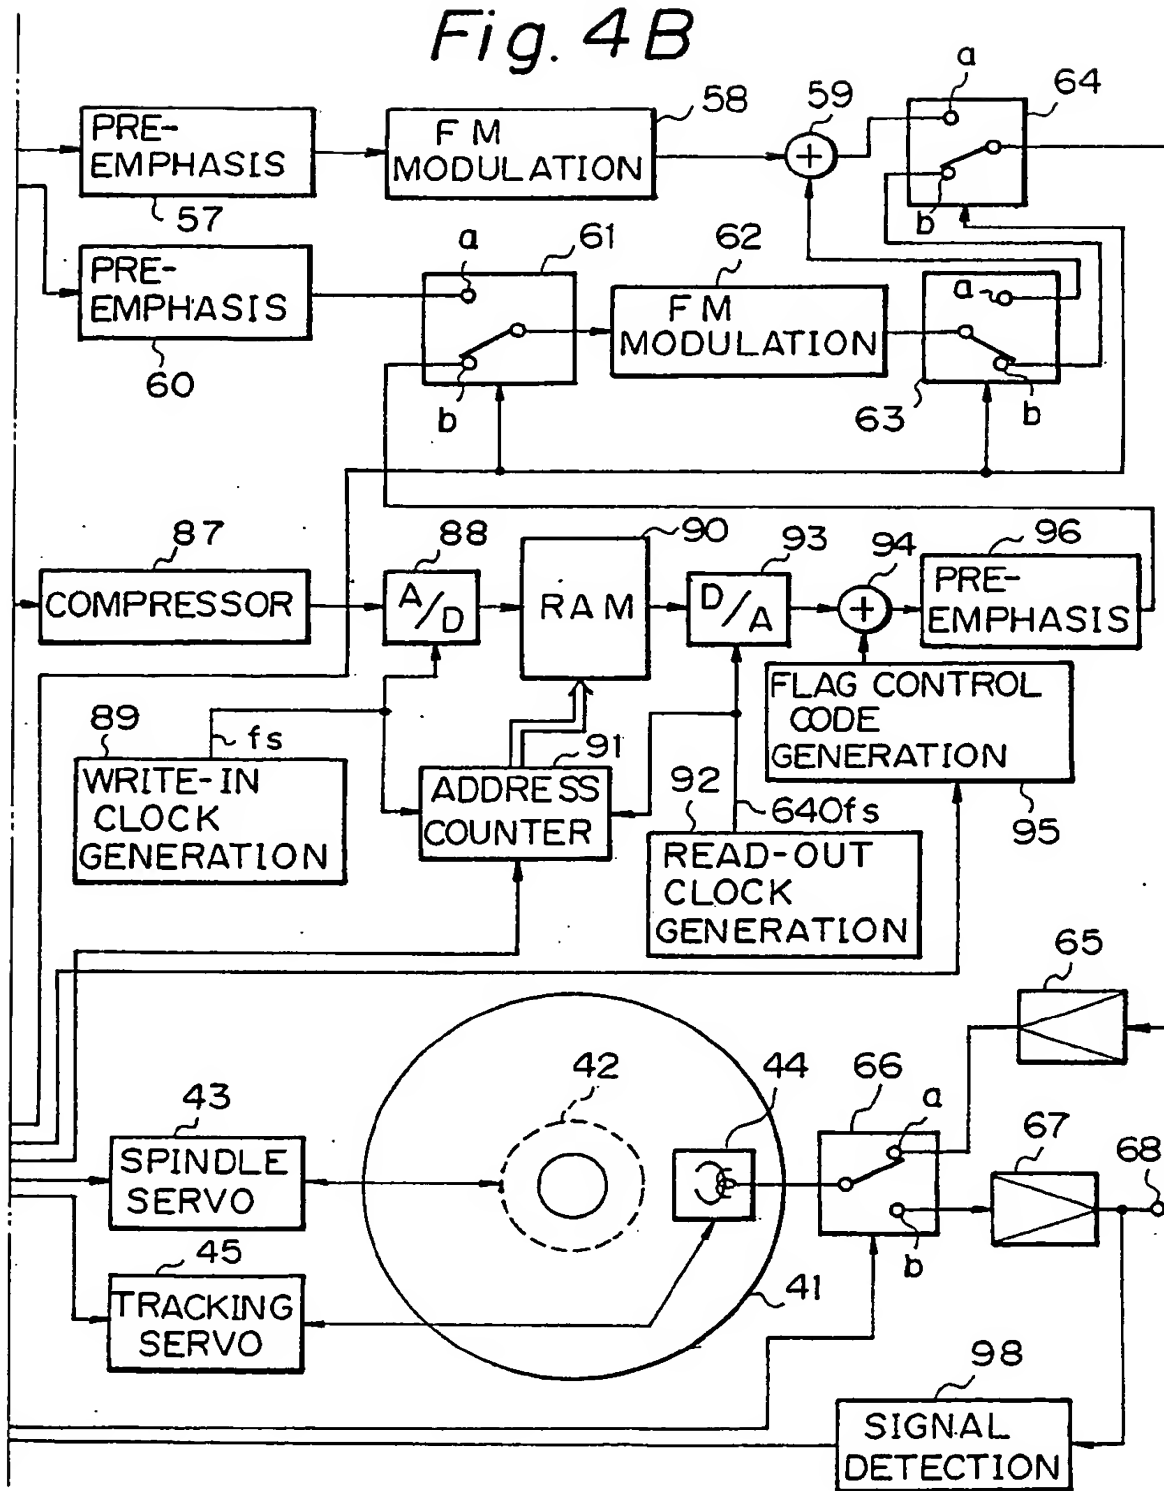 Fig. 4B
a
64
59
58
PRE-
EMPHASIS
FM
MODULATION
+
b
57
61
62
a
PRE-
EMPHASIS
FM
MODULATION
a
60
b
63
b
87
88
90
93
94
96
COMPRESSOR
A/D
RAM
D/A
+
PRE-
EMPHASIS
FLAG CONTROL
CODE
GENERATION
89
fs
91
92
640fs
95
WRITE-IN
CLOCK
GENERATION
ADDRESS
COUNTER
READ-OUT
CLOCK
GENERATION
65
42
44
66
a
43
67
68
SPINDLE
SERVO
b
45
41
TRACKING
SERVO
98
SIGNAL
DETECTION